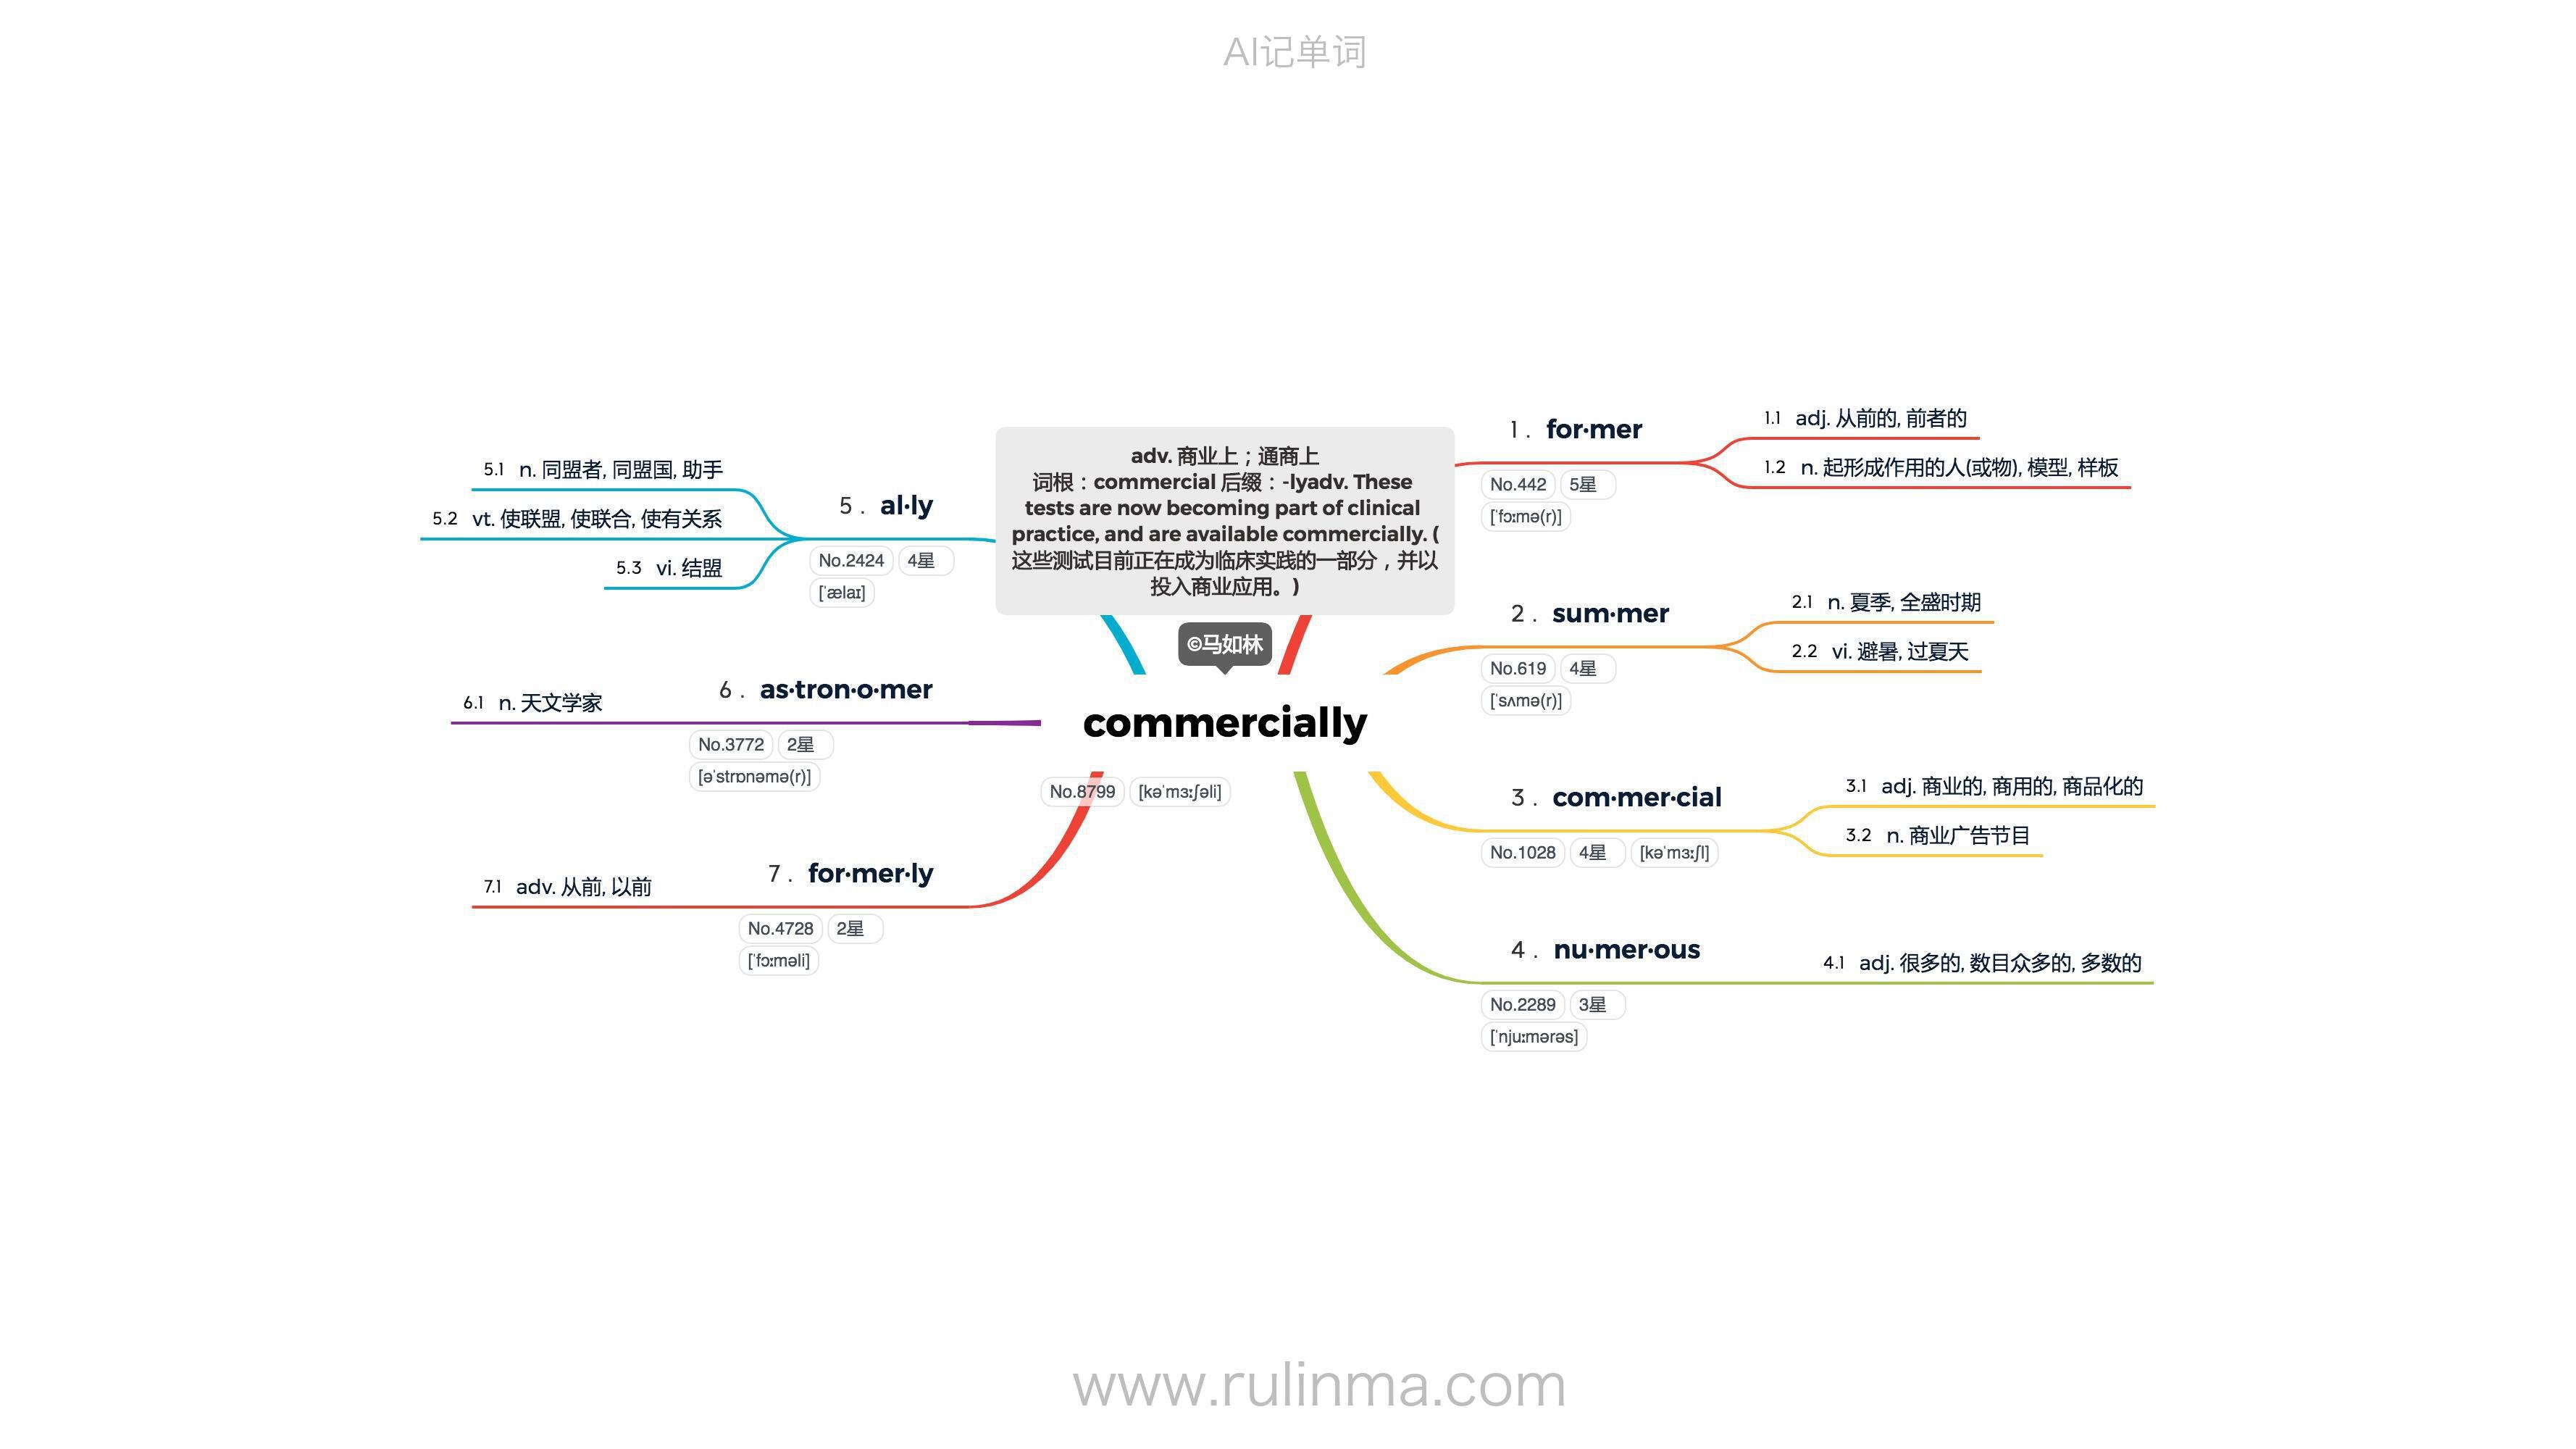 AI记单词
adv. 商业上；通商上
词根：commercial 后缀：-lyadv. These
tests are now becoming part of clinical
practice, and are available commercially. (
这些测试目前正在成为临床实践的一部分，并以
投入商业应用。)
©马如林
commercially
No.8799 [kəˈmɜːʃəli]
1. for·mer
No.442 5星
[ˈfɔːmə(r)]
1.1 adj. 从前的, 前者的
1.2 n. 起形成作用的人(或物), 模型, 样板
2. sum·mer
No.619 4星
[ˈsʌmə(r)]
2.1 n. 夏季, 全盛时期
2.2 vi. 避暑, 过夏天
3. com·mer·cial
No.1028 4星 [kəˈmɜːʃl]
3.1 adj. 商业的, 商用的, 商品化的
3.2 n. 商业广告节目
4. nu·mer·ous
No.2289 3星
[ˈnjuːmərəs]
4.1 adj. 很多的, 数目众多的, 多数的
5. al·ly
No.2424 4星
[ˈælaɪ]
5.1 n. 同盟者, 同盟国, 助手
5.2 vt. 使联盟, 使联合, 使有关系
5.3 vi. 结盟
6. as·tron·o·mer
No.3772 2星
[əˈstrɒnəmə(r)]
6.1 n. 天文学家
7. for·mer·ly
No.4728 2星
[ˈfɔːməli]
7.1 adv. 从前, 以前
www.rulinma.com